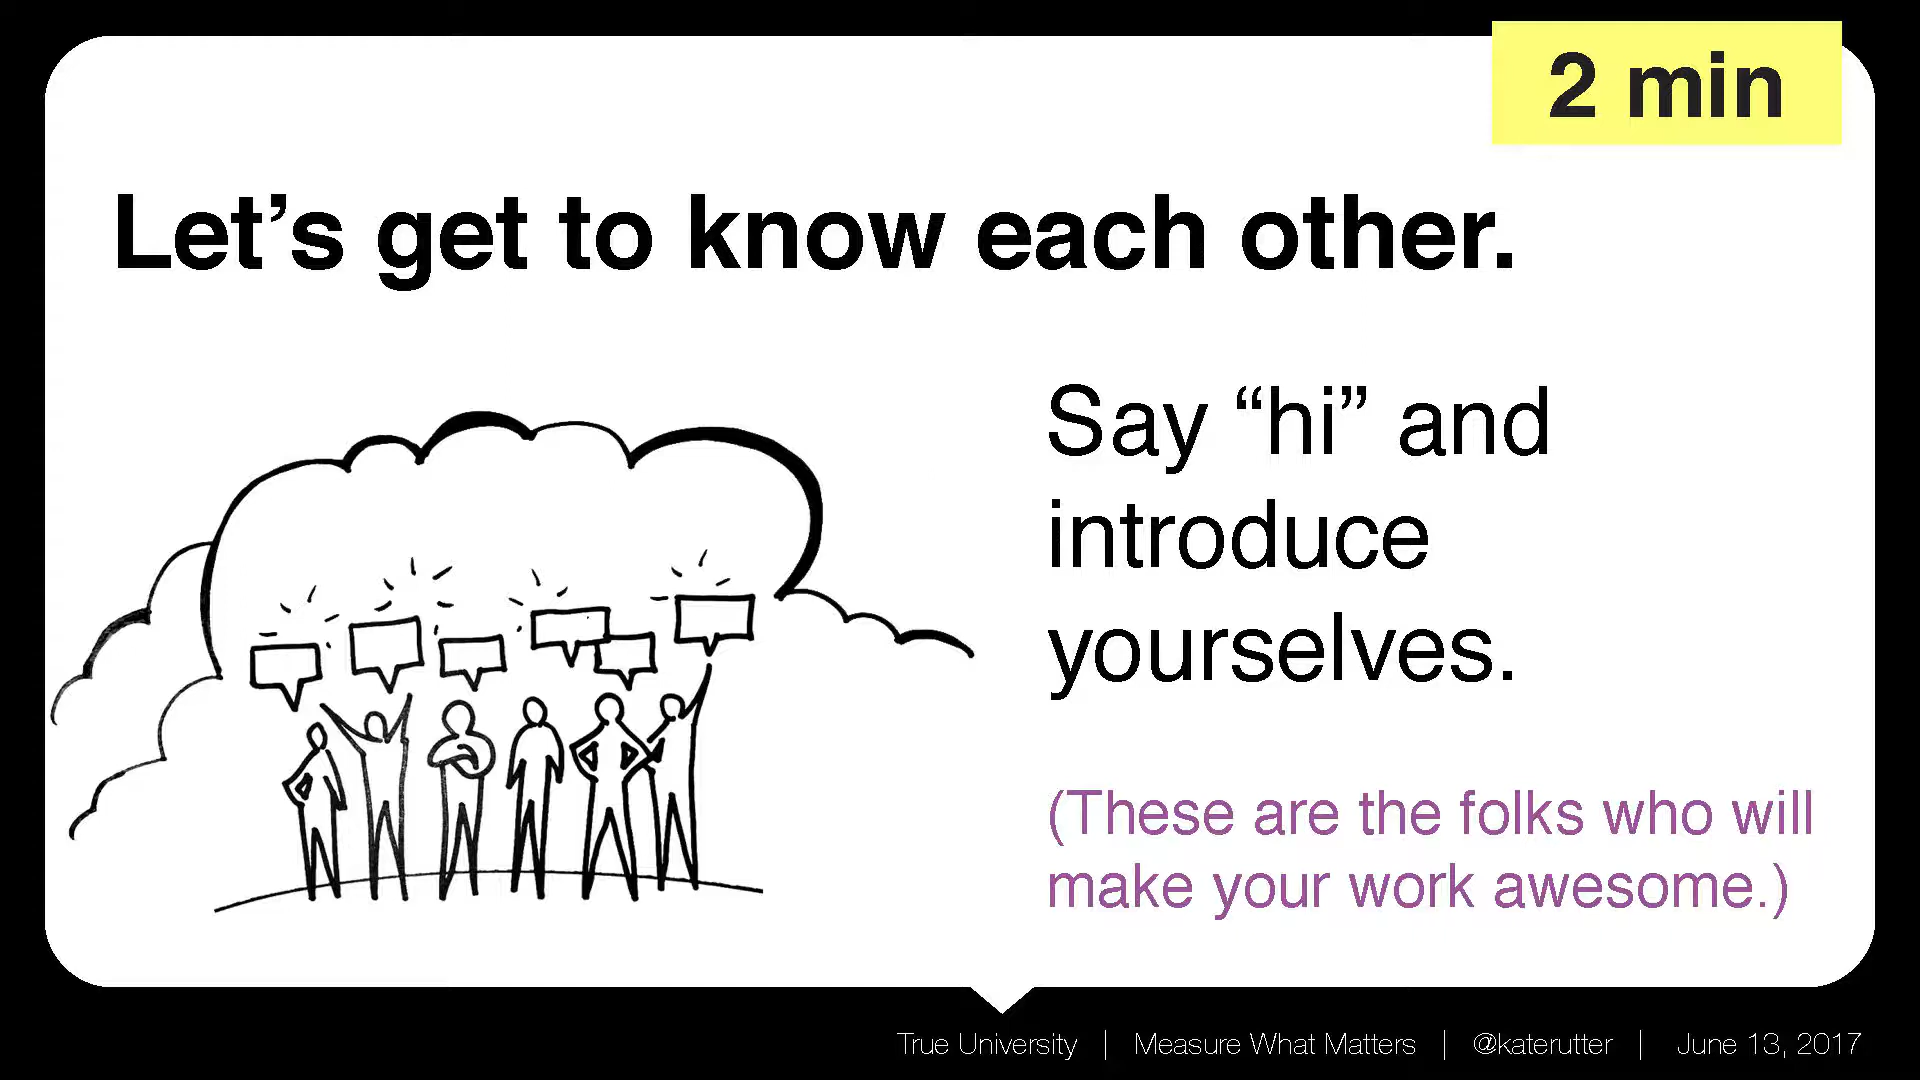 2 min
Let’s get to know each other.
Say “hi” and
introduce
yourselves.
(These are the folks who will
make your work awesome.)
True University | Measure What Matters | @katerutter | June 13, 2017